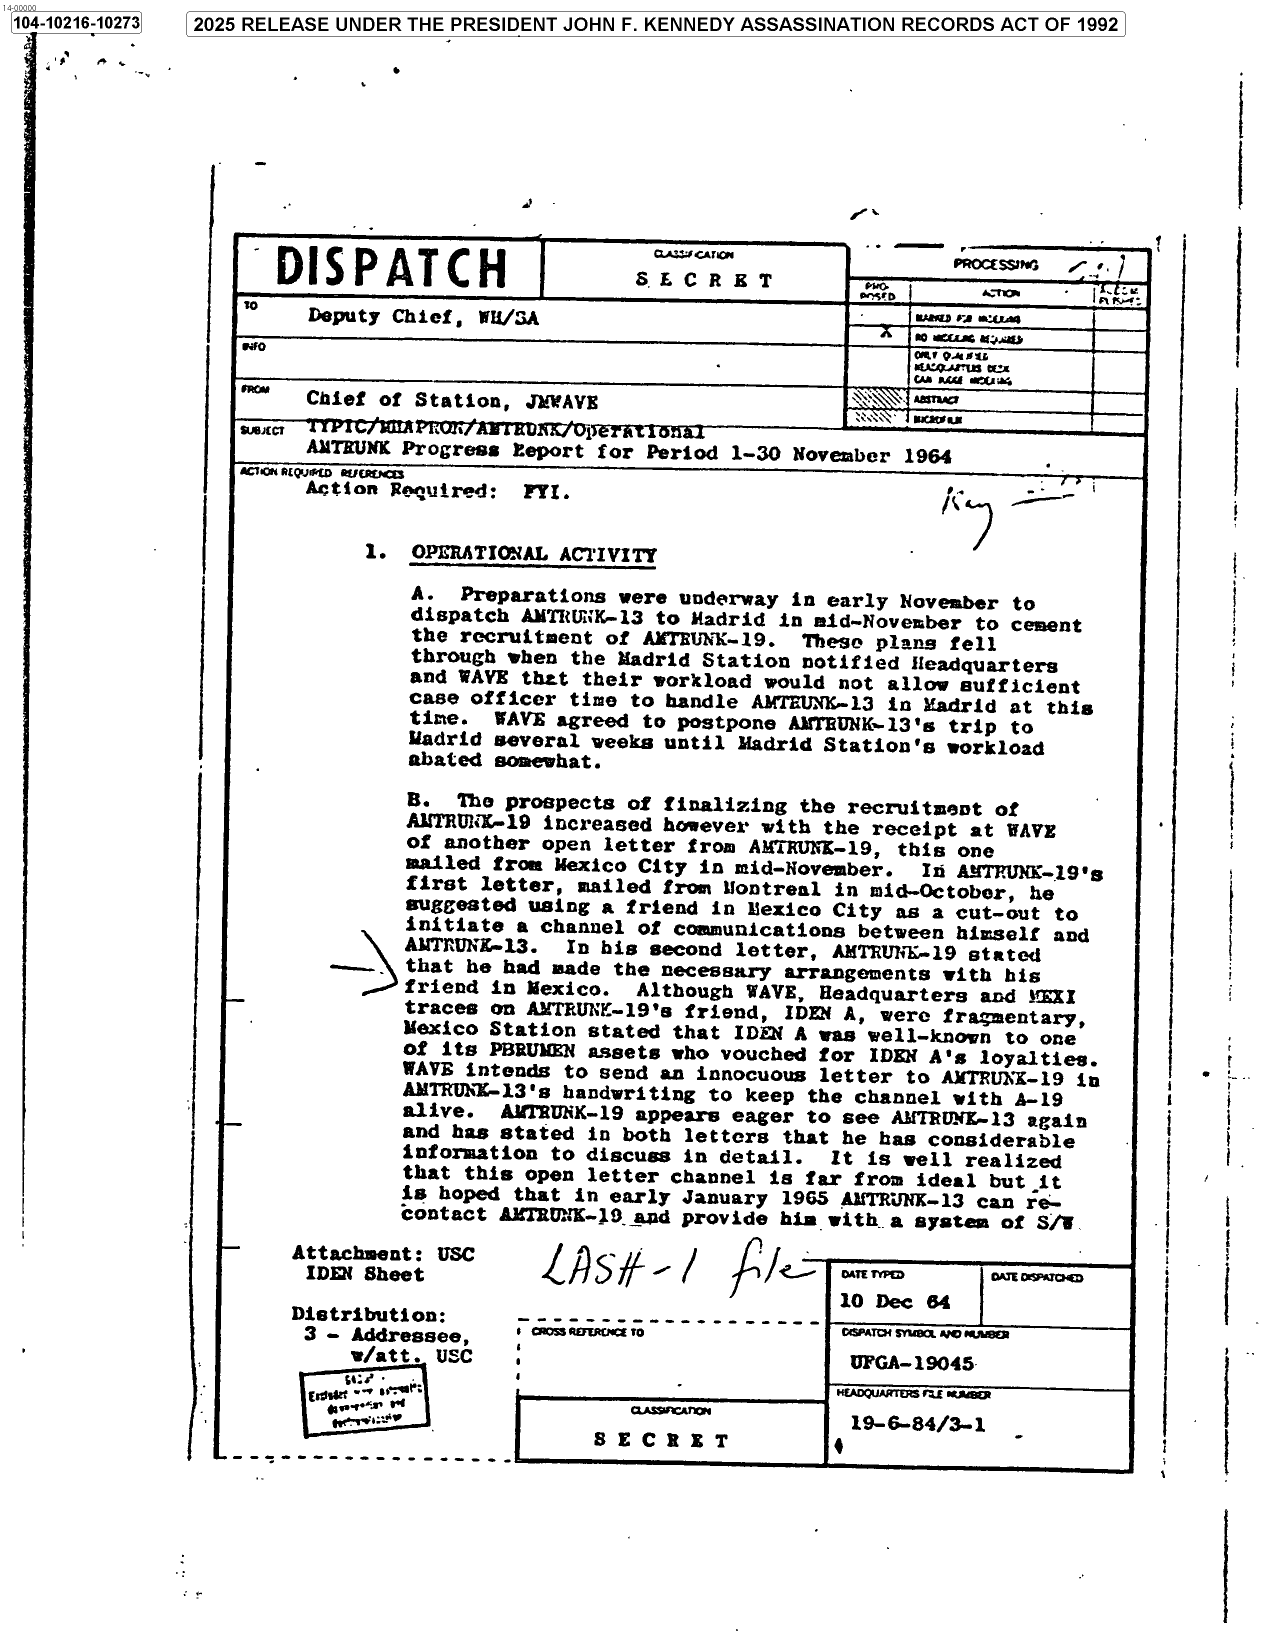 14-00000
104-10216-10273
2025 RELEASE UNDER THE PRESIDENT JOHN F. KENNEDY ASSASSINATION RECORDS ACT OF 1992
DISPATCH
CLASSIFICATION
SECRET
PROCESSING
PRO-
POSED
ACTION
TO
Deputy Chief, WH/SA
MARKED FOR INDEXING
X
NO INDEXING REQUIRED
INFO
ONLY QUALIFIED
HEADQUARTERS DESK
CAN JUDGE INDEXING
FROM
Chief of Station, JMWAVE
ABSTRACT
MICROFILM
SUBJECT
TYPIC/MHAPRON/AMTRUNK/Operational
AMTRUNK Progress Report for Period 1-30 November 1964
ACTION REQUIRED REFERENCES
Action Required: FYI.
Kay
1. OPERATIONAL ACTIVITY
A. Preparations were underway in early November to
dispatch AMTRUNK-13 to Madrid in mid-November to cement
the recruitment of AMTRUNK-19. These plans fell
through when the Madrid Station notified Headquarters
and WAVE that their workload would not allow sufficient
case officer time to handle AMTRUNK-13 in Madrid at this
time. WAVE agreed to postpone AMTRUNK-13's trip to
Madrid several weeks until Madrid Station's workload
abated somewhat.
B. The prospects of finalizing the recruitment of
AMTRUNK-19 increased however with the receipt at WAVE
of another open letter from AMTRUNK-19, this one
mailed from Mexico City in mid-November. In AMTRUNK-19's
first letter, mailed from Montreal in mid-October, he
suggested using a friend in Mexico City as a cut-out to
initiate a channel of communications between himself and
AMTRUNK-13. In his second letter, AMTRUNK-19 stated
that he had made the necessary arrangements with his
friend in Mexico. Although WAVE, Headquarters and MEXI
traces on AMTRUNK-19's friend, IDEN A, were fragmentary,
Mexico Station stated that IDEN A was well-known to one
of its PBRUMEN assets who vouched for IDEN A's loyalties.
WAVE intends to send an innocuous letter to AMTRUNK-19 in
AMTRUNK-13's handwriting to keep the channel with A-19
alive. AMTRUNK-19 appears eager to see AMTRUNK-13 again
and has stated in both letters that he has considerable
information to discuss in detail. It is well realized
that this open letter channel is far from ideal but it
is hoped that in early January 1965 AMTRUNK-13 can re-
contact AMTRUNK-19 and provide him with a system of S/W
Attachment: USC
IDEN Sheet
LASH-1 file
DATE TYPED
DATE DISPATCHED
10 Dec 64
Distribution:
3 - Addressee,
w/att. USC
CROSS REFERENCE TO
DISPATCH SYMBOL AND NUMBER
UFGA-19045
HEADQUARTERS FILE NUMBER
19-6-84/3-1
CLASSIFICATION
SECRET